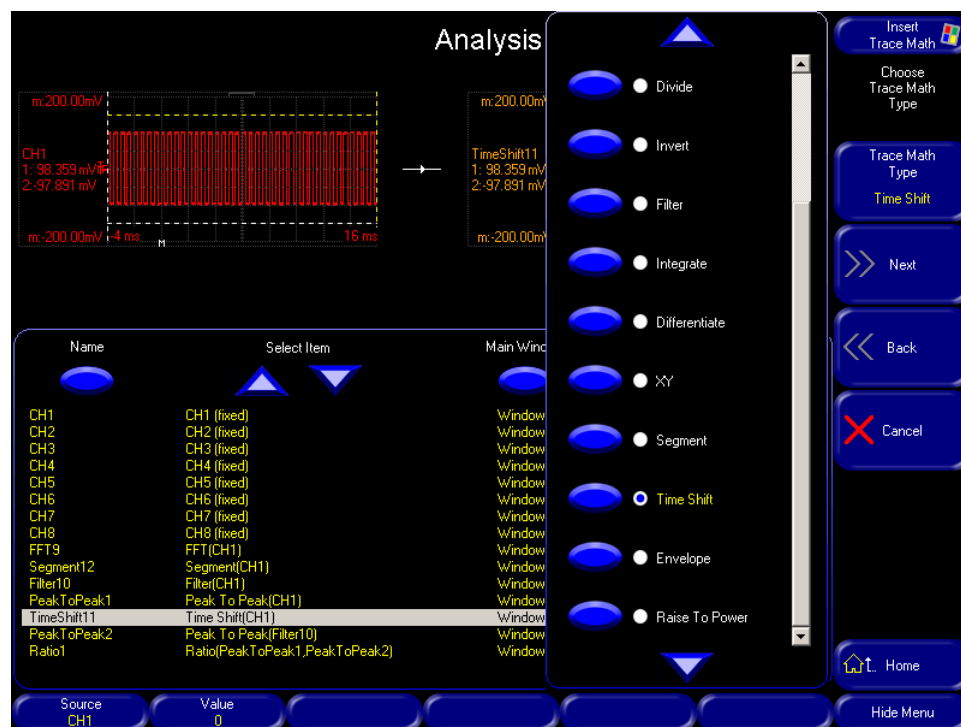 Analysis
m:200.00mV
CH1
1: 98.359 mV
2:-97.891 mV
m:-200.00mV
-4 ms
M
16 ms
m:200.00mV
TimeShift11
1: 98.359 mV
2:-97.891 mV
m:-200.00mV
Name Select Item Main Wind
CH1 CH1 (fixed) Window
CH2 CH2 (fixed) Window
CH3 CH3 (fixed) Window
CH4 CH4 (fixed) Window
CH5 CH5 (fixed) Window
CH6 CH6 (fixed) Window
CH7 CH7 (fixed) Window
CH8 CH8 (fixed) Window
FFT9 FFT(CH1) Window
Segment12 Segment(CH1) Window
Filter10 Filter(CH1) Window
PeakToPeak1 Peak To Peak(CH1) Window
TimeShift11 Time Shift(CH1) Window
PeakToPeak2 Peak To Peak(Filter10) Window
Ratio1 Ratio(PeakToPeak1,PeakToPeak2) Window
Divide
Invert
Filter
Integrate
Differentiate
XY
Segment
Time Shift
Envelope
Raise To Power
Insert
Trace Math
Choose
Trace Math
Type
Trace Math
Type
Time Shift
Next
Back
Cancel
Home
Hide Menu
Source
CH1
Value
0